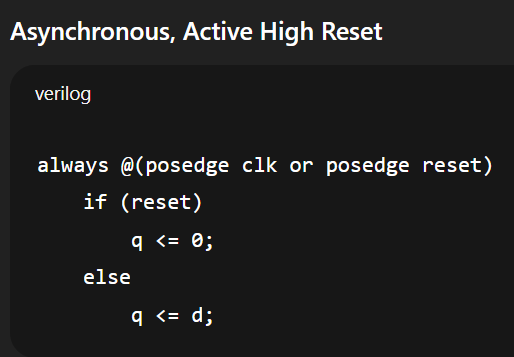 Asynchronous, Active High Reset
verilog
always @(posedge clk or posedge reset)
    if (reset)
        q <= 0;
    else
        q <= d;